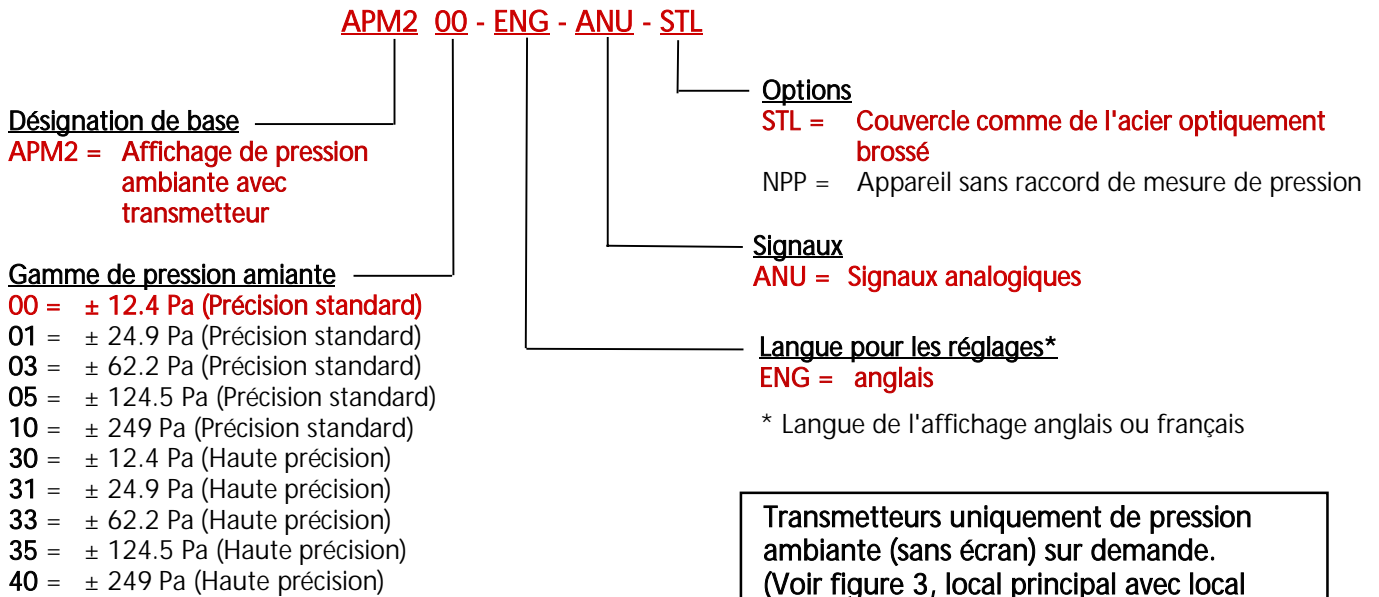 APM2 00 - ENG - ANU - STL
Désignation de base
APM2 = Affichage de pression
ambiante avec
transmetteur
Gamme de pression amiante
00 = ± 12.4 Pa (Précision standard)
01 = ± 24.9 Pa (Précision standard)
03 = ± 62.2 Pa (Précision standard)
05 = ± 124.5 Pa (Précision standard)
10 = ± 249 Pa (Précision standard)
30 = ± 12.4 Pa (Haute précision)
31 = ± 24.9 Pa (Haute précision)
33 = ± 62.2 Pa (Haute précision)
35 = ± 124.5 Pa (Haute précision)
40 = ± 249 Pa (Haute précision)
Options
STL = Couvercle comme de l'acier optiquement
brossé
NPP = Appareil sans raccord de mesure de pression
Signaux
ANU = Signaux analogiques
Langue pour les réglages*
ENG = anglais
* Langue de l'affichage anglais ou français
Transmetteurs uniquement de pression
ambiante (sans écran) sur demande.
(Voir figure 3, local principal avec local